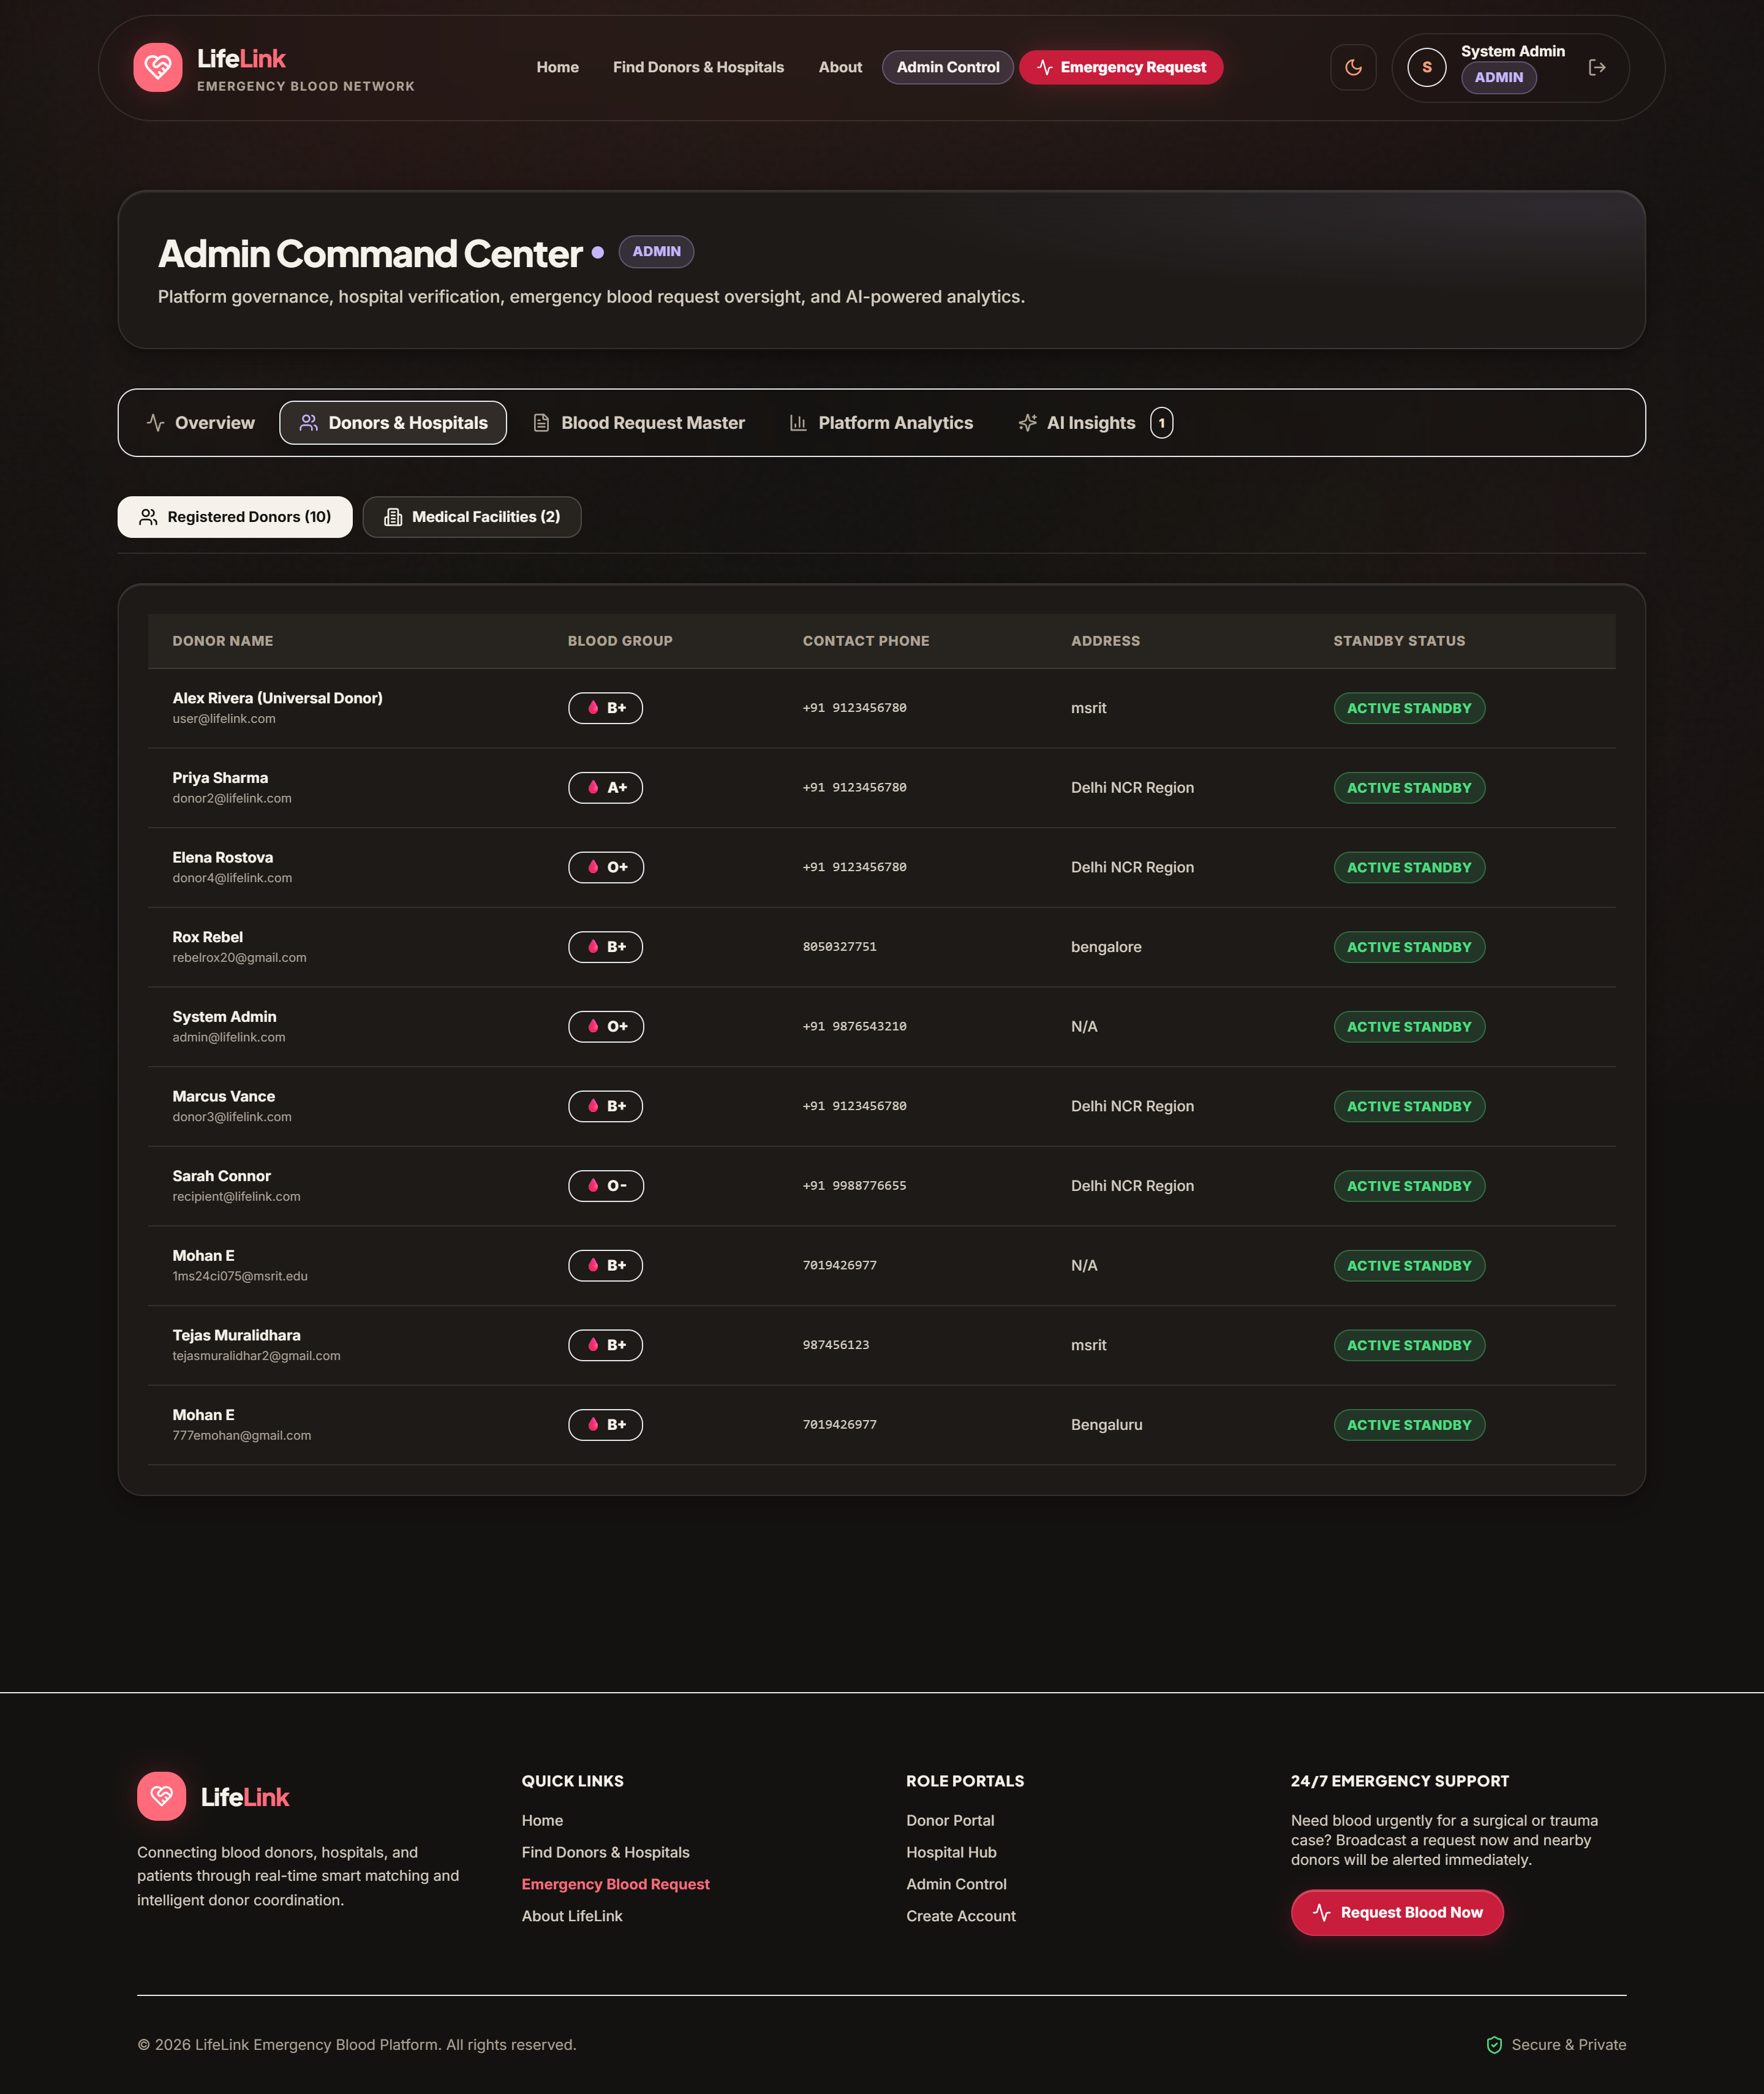 LifeLink
EMERGENCY BLOOD NETWORK
Home
Find Donors & Hospitals
About
Admin Control
Emergency Request
S
System Admin
ADMIN
Admin Command Center
ADMIN
Platform governance, hospital verification, emergency blood request oversight, and AI-powered analytics.
Overview
Donors & Hospitals
Blood Request Master
Platform Analytics
AI Insights
1
Registered Donors (10)
Medical Facilities (2)
DONOR NAME BLOOD GROUP CONTACT PHONE ADDRESS STANDBY STATUS
Alex Rivera (Universal Donor)
user@lifelink.com
B+ +91 9123456780 msrit ACTIVE STANDBY
Priya Sharma
donor2@lifelink.com
A+ +91 9123456780 Delhi NCR Region ACTIVE STANDBY
Elena Rostova
donor4@lifelink.com
O+ +91 9123456780 Delhi NCR Region ACTIVE STANDBY
Rox Rebel
rebelrox20@gmail.com
B+ 8050327751 bengalore ACTIVE STANDBY
System Admin
admin@lifelink.com
O+ +91 9876543210 N/A ACTIVE STANDBY
Marcus Vance
donor3@lifelink.com
B+ +91 9123456780 Delhi NCR Region ACTIVE STANDBY
Sarah Connor
recipient@lifelink.com
O- +91 9988776655 Delhi NCR Region ACTIVE STANDBY
Mohan E
1ms24ci075@msrit.edu
B+ 7019426977 N/A ACTIVE STANDBY
Tejas Muralidhara
tejasmuralidhar2@gmail.com
B+ 987456123 msrit ACTIVE STANDBY
Mohan E
777emohan@gmail.com
B+ 7019426977 Bengaluru ACTIVE STANDBY
LifeLink
Connecting blood donors, hospitals, and
patients through real-time smart matching and
intelligent donor coordination.
QUICK LINKS
Home
Find Donors & Hospitals
Emergency Blood Request
About LifeLink
ROLE PORTALS
Donor Portal
Hospital Hub
Admin Control
Create Account
24/7 EMERGENCY SUPPORT
Need blood urgently for a surgical or trauma
case? Broadcast a request now and nearby
donors will be alerted immediately.
Request Blood Now
© 2026 LifeLink Emergency Blood Platform. All rights reserved.
Secure & Private